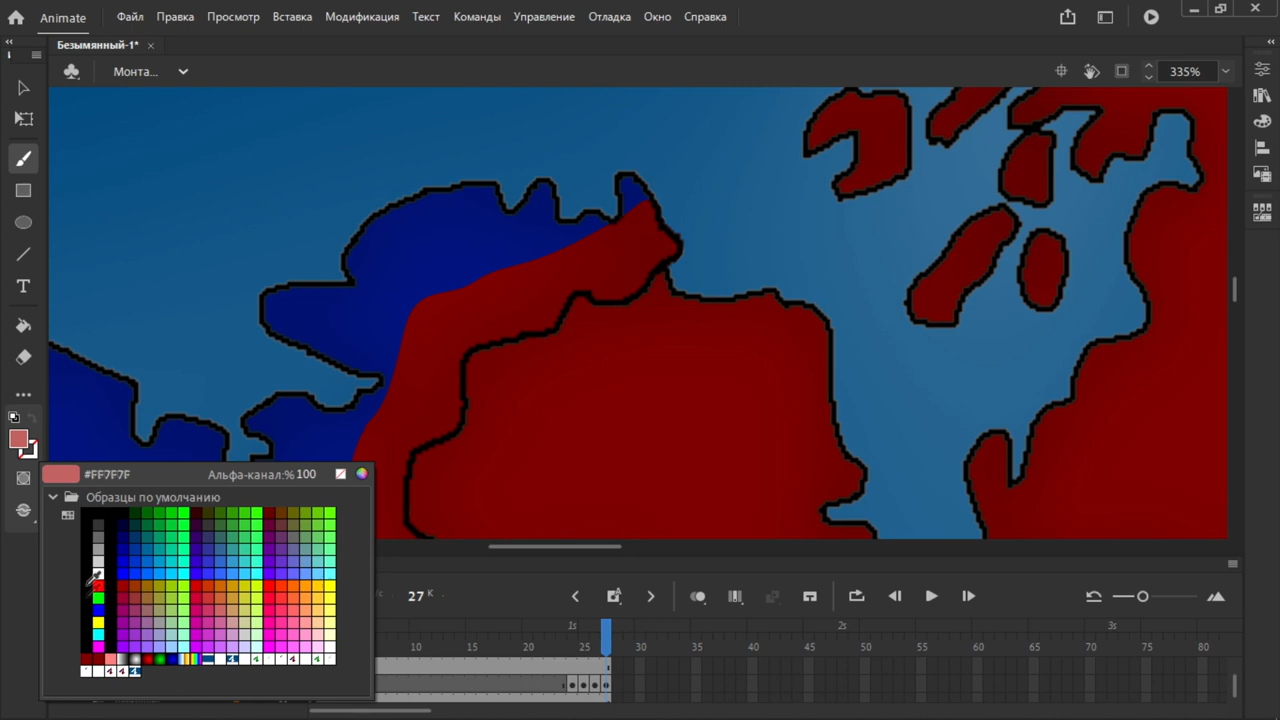 Animate Файл Правка Просмотр Вставка Модификация Текст Команды Управление Отладка Окно Справка
Безымянный-1*
Монта... 335%
#FF7F7F Альфа-канал:% 100
Образцы по умолчанию
27 К
1s 2s 3s
10 15 20 25 30 35 40 45 50 55 60 65 70 75 80